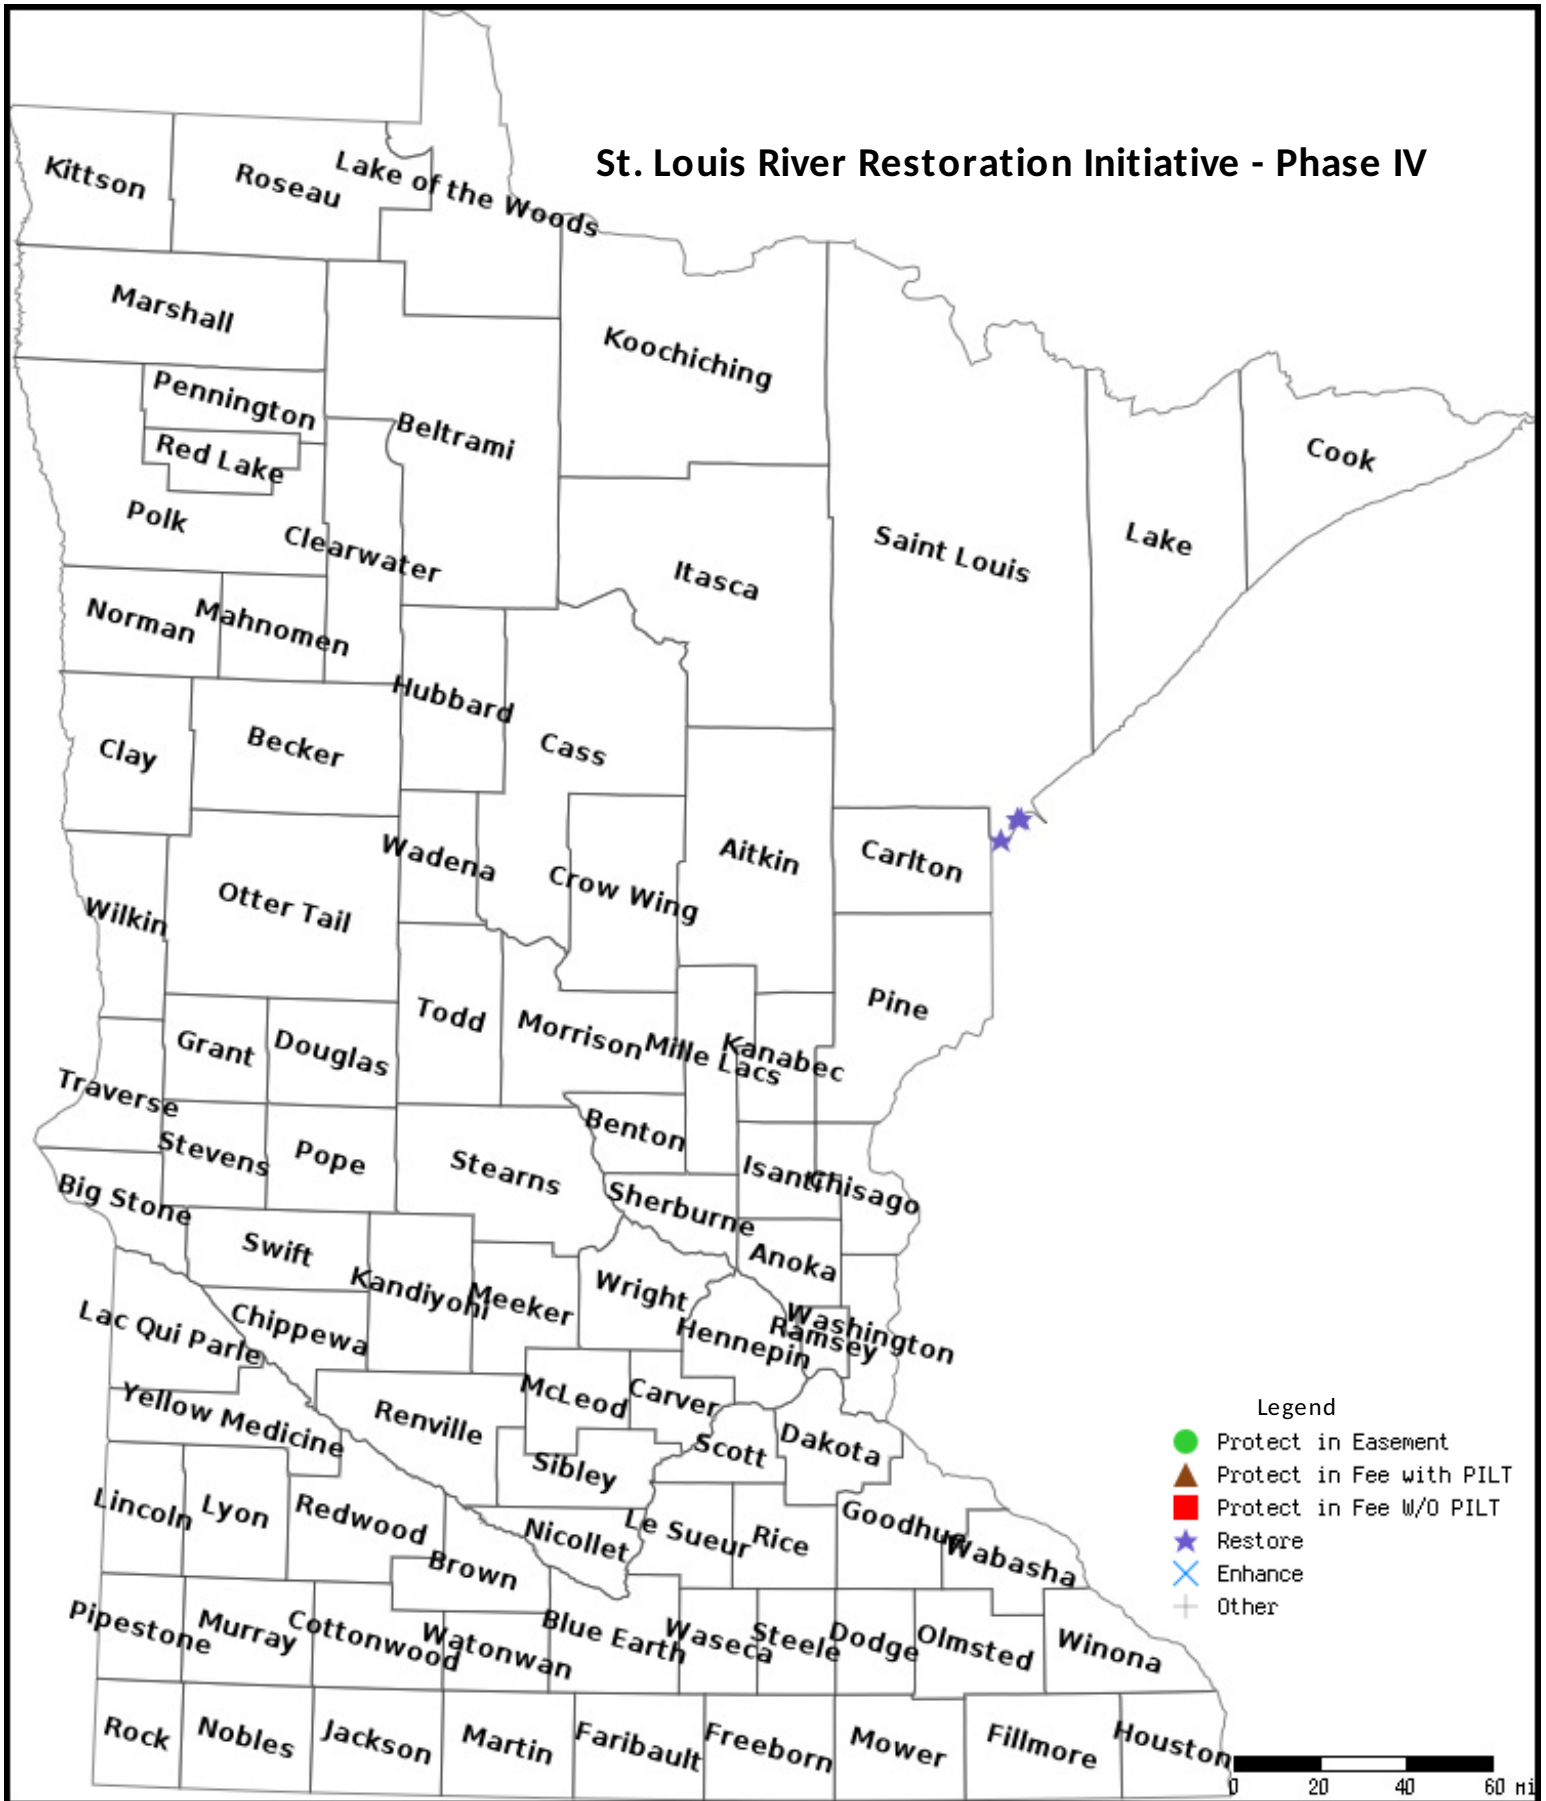 St. Louis River Restoration Initiative - Phase IV
Kittson
Roseau
Lake of the Woods
Marshall
Koochiching
Pennington
Beltrami
Red Lake
Cook
Polk
Clearwater
Saint Louis
Lake
Itasca
Norman
Mahnomen
Hubbard
Clay
Becker
Cass
Wadena
Aitkin
Carlton
Crow Wing
Otter Tail
Wilkin
Todd
Pine
Morrison
Mille Lacs
Kanabec
Grant
Douglas
Traverse
Benton
Stevens
Pope
Stearns
Isanti
Chisago
Big Stone
Sherburne
Swift
Anoka
Kandiyohi
Meeker
Wright
Washington
Ramsey
Hennepin
Lac Qui Parle
Chippewa
McLeod
Carver
Yellow Medicine
Renville
Scott
Dakota
Sibley
Lincoln
Lyon
Redwood
Nicollet
Le Sueur
Rice
Goodhue
Wabasha
Brown
Pipestone
Murray
Cottonwood
Watonwan
Blue Earth
Waseca
Steele
Dodge
Olmsted
Winona
Rock
Nobles
Jackson
Martin
Faribault
Freeborn
Mower
Fillmore
Houston
Legend
Protect in Easement
Protect in Fee with PILT
Protect in Fee W/O PILT
Restore
Enhance
Other
0 20 40 60 mi